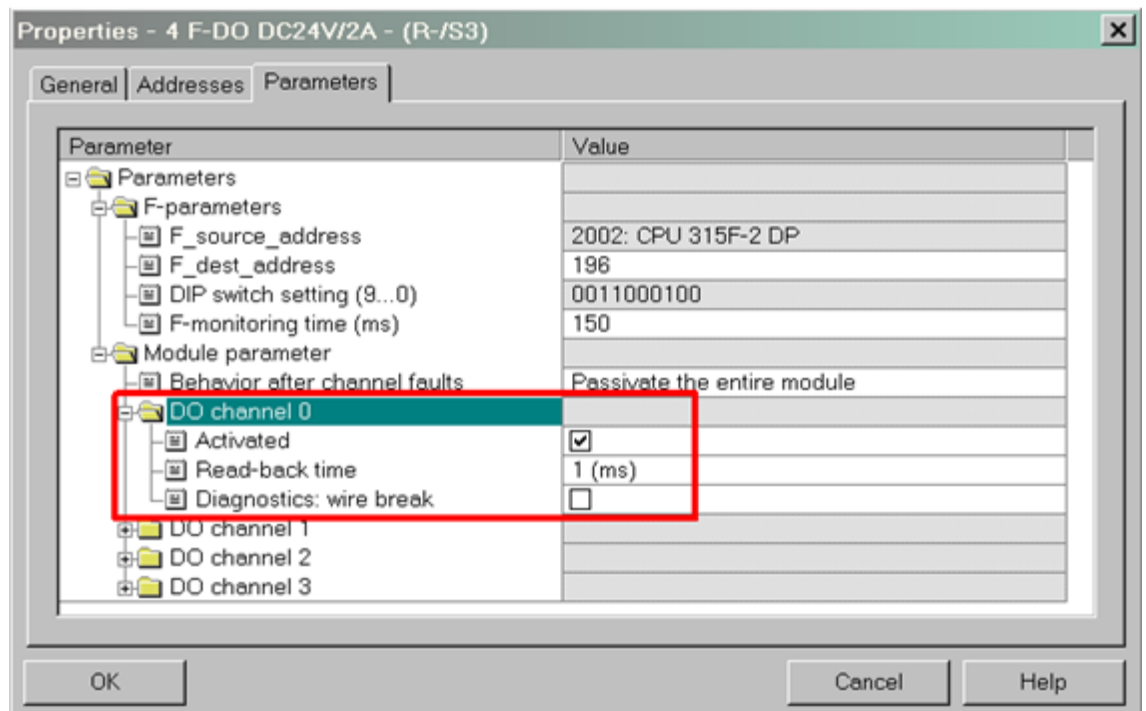 Properties - 4 F-DO DC24V/2A - (R-/S3)
General Addresses Parameters
Parameter Value
Parameters
F-parameters
F_source_address 2002: CPU 315F-2 DP
F_dest_address 196
DIP switch setting (9...0) 0011000100
F-monitoring time (ms) 150
Module parameter
Behavior after channel faults Passivate the entire module
DO channel 0
Activated
Read-back time 1 (ms)
Diagnostics: wire break
DO channel 1
DO channel 2
DO channel 3
OK Cancel Help